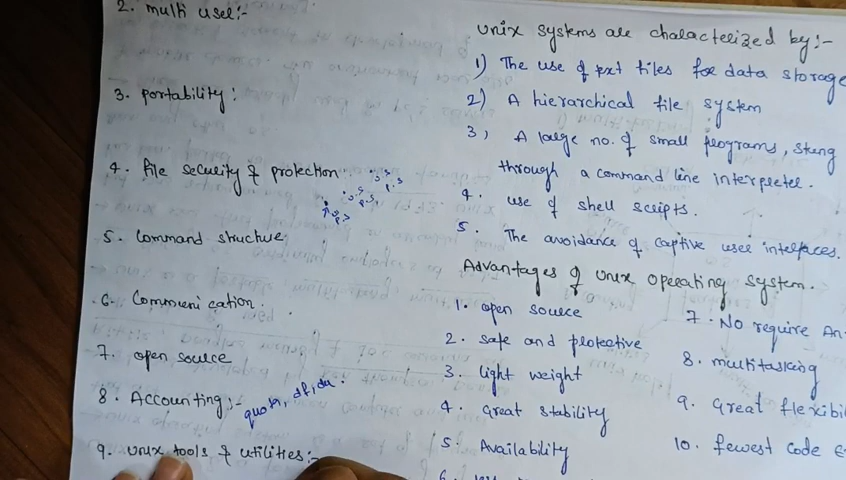 2. multi user:-
3. portability:
4. file security & protection
5. Command structure
6. Communication.
7. open source
8. Accounting:- quota, df, du.
9. Unix tools & utilities:-
Unix systems are characterized by:-
1) The use of txt files for data storage
2) A hierarchical file system
3) A large no. of small programs, strung
through a command line interpreter.
4. use of shell scripts.
5. The avoidance of captive user interfaces.
Advantages of Unix operating system.
1. open source
2. safe and protective
3. light weight
4. Great stability
5. Availability
6.
7. No require An
8. multitasking
9. Great flexibi
10. fewest code